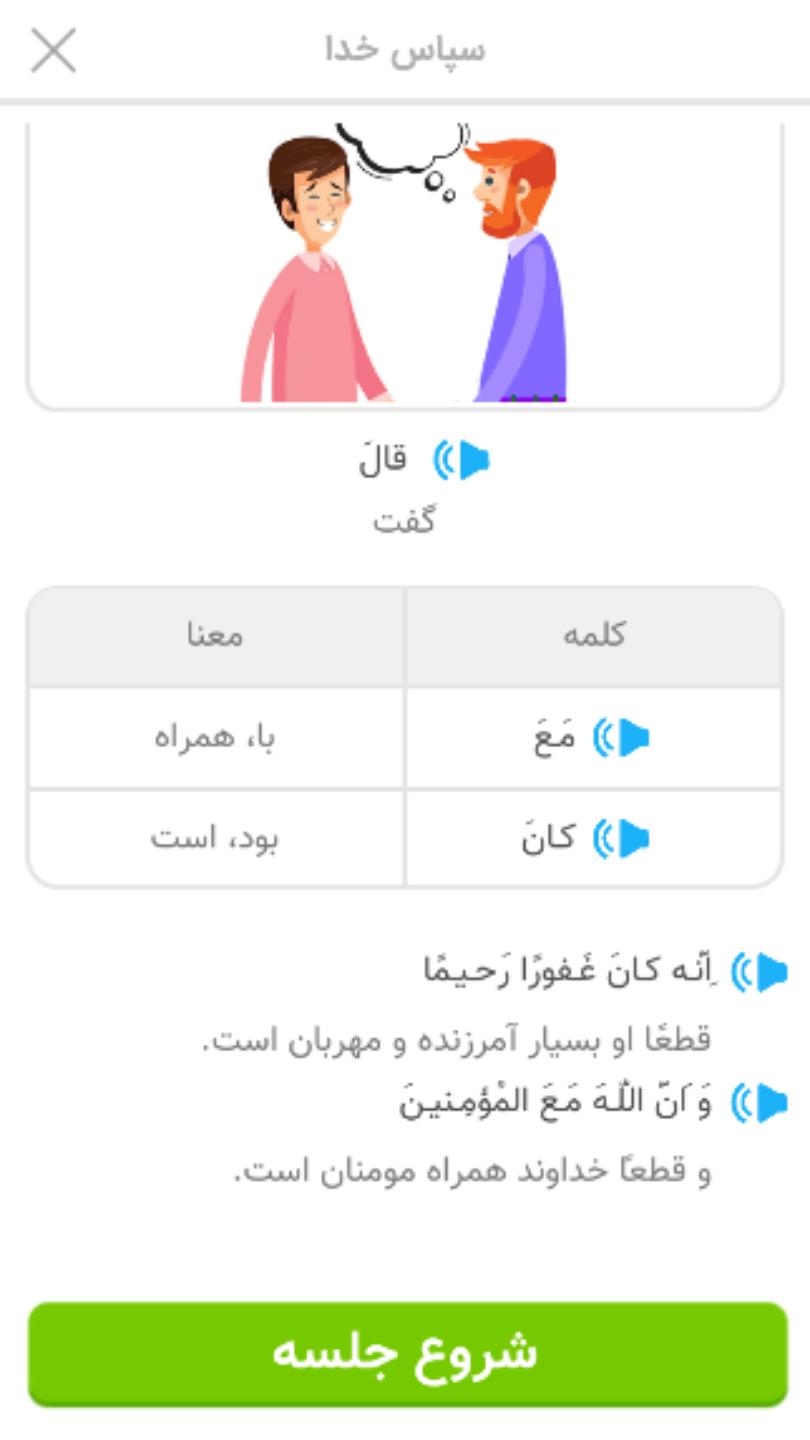 سپاس خدا
قالَ
گفت
کلمه معنا
مَعَ با، همراه
کانَ بود، است
اِنّه کانَ غَفورًا رَحیمًا
قطعًا او بسیار آمرزنده و مهربان است.
وَ اَنّ اللّهَ مَعَ المْؤمِنینَ
و قطعاً خداوند همراه مومنان است.
شروع جلسه